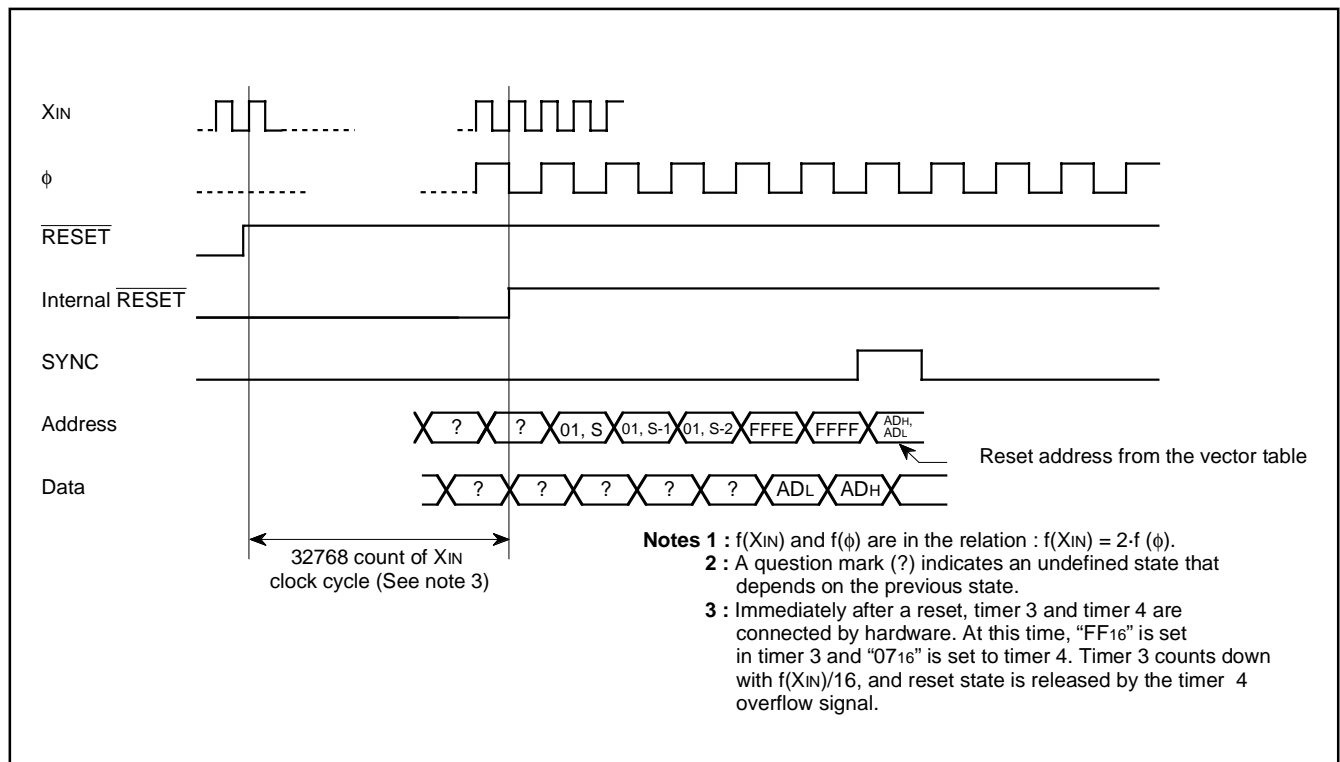 XIN
ϕ
RESET
Internal RESET
SYNC
Address
? ? 01, S 01, S-1 01, S-2 FFFE FFFF ADH,
ADL
Reset address from the vector table
Data
? ? ? ? ? ADL ADH
32768 count of XIN
clock cycle (See note 3)
Notes 1 : f(XIN) and f(ϕ) are in the relation : f(XIN) = 2·f (ϕ).
2 : A question mark (?) indicates an undefined state that
depends on the previous state.
3 : Immediately after a reset, timer 3 and timer 4 are
connected by hardware. At this time, “FF16” is set
in timer 3 and “0716” is set to timer 4. Timer 3 counts down
with f(XIN)/16, and reset state is released by the timer 4
overflow signal.